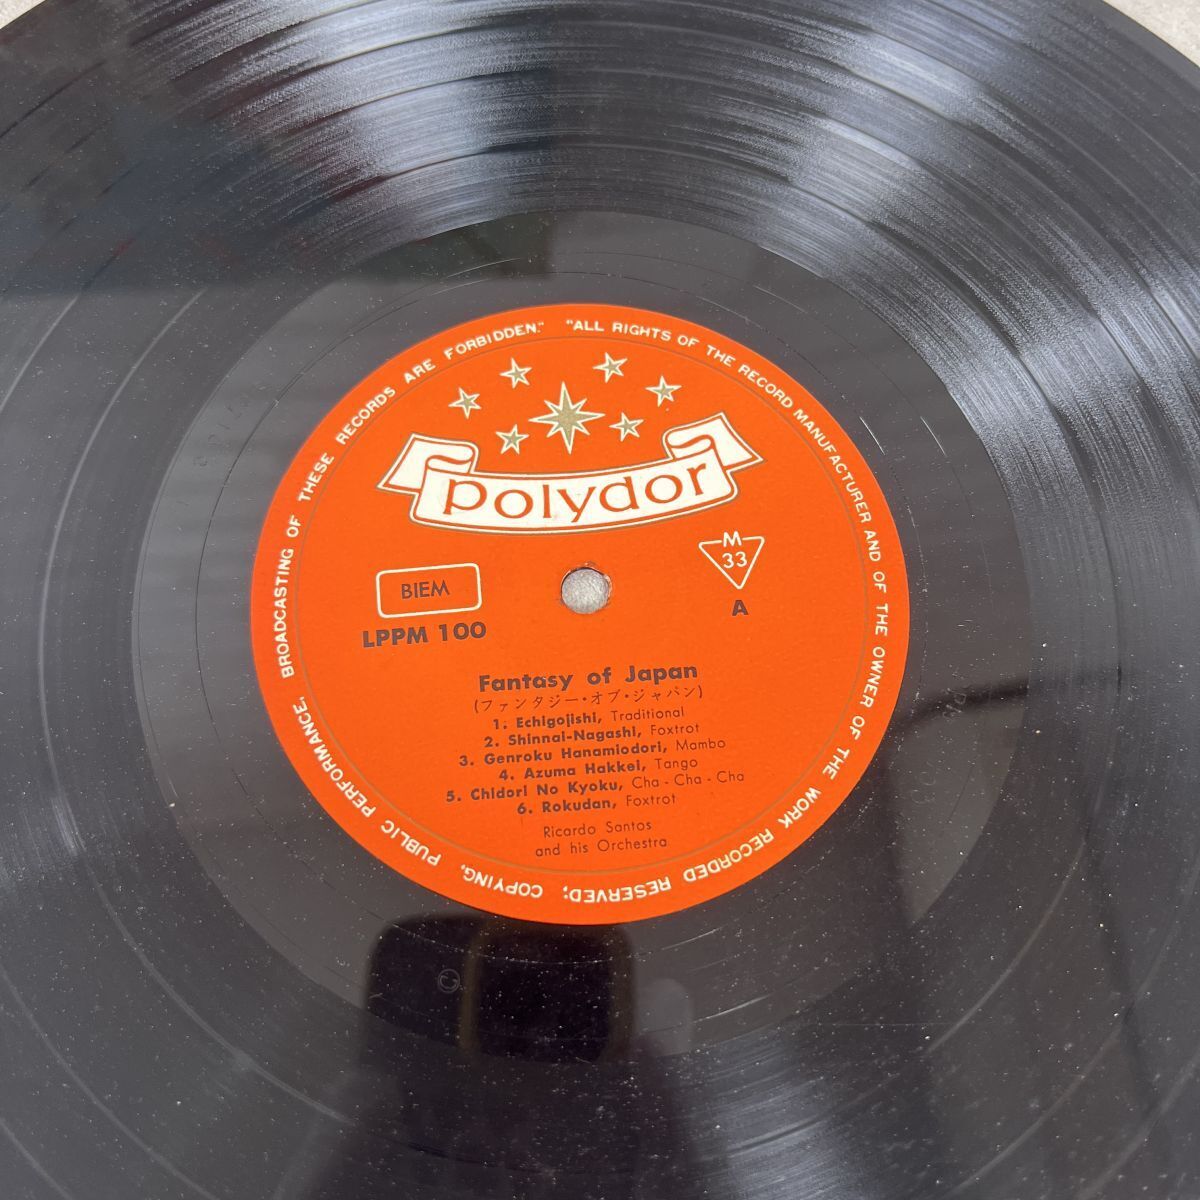 "ALL RIGHTS OF THE RECORD MANUFACTURER AND OF THE OWNER OF THE WORK RECORDED RESERVED; COPYING, PUBLIC PERFORMANCE, BROADCASTING OF THESE RECORDS ARE FORBIDDEN."
Polydor
M
33
BIEM
A
LPPM 100
Fantasy of Japan
(ファンタジー・オブ・ジャパン)
1. Echigojishi, Traditional
2. Shinnai-Nagashi, Foxtrot
3. Genroku Hanamiodori, Mambo
4. Azuma Hakkei, Tango
5. Chidori No Kyoku, Cha - Cha - Cha
6. Rokudan, Foxtrot
Ricardo Santos
and his Orchestra